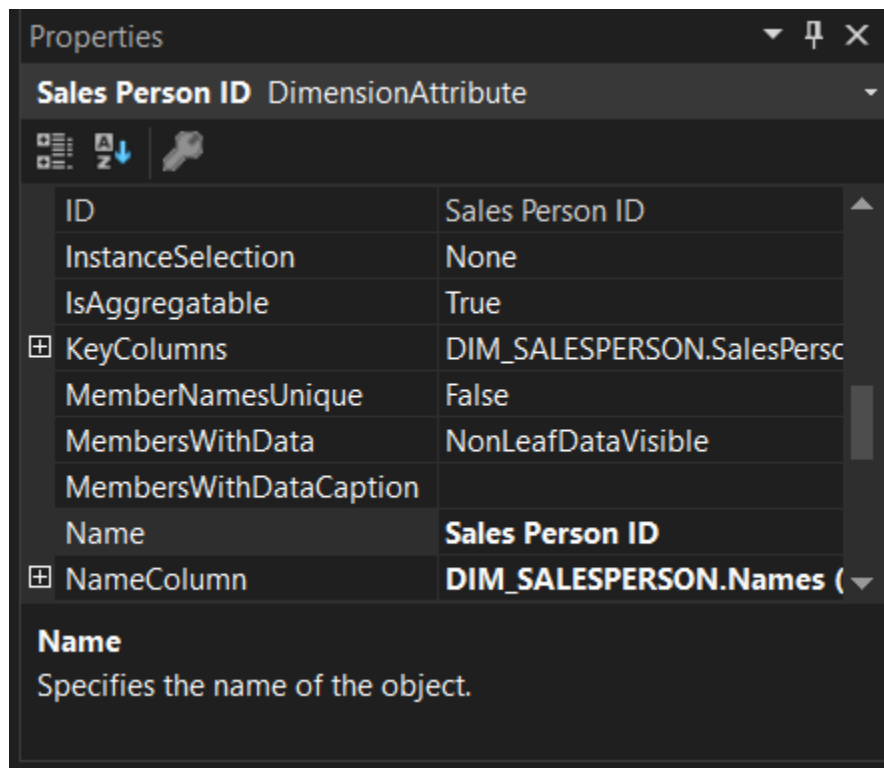 Properties
Sales Person ID DimensionAttribute
ID Sales Person ID
InstanceSelection None
IsAggregatable True
KeyColumns DIM_SALESPERSON.SalesPerso
MemberNamesUnique False
MembersWithData NonLeafDataVisible
MembersWithDataCaption
Name Sales Person ID
NameColumn DIM_SALESPERSON.Names (
Name
Specifies the name of the object.